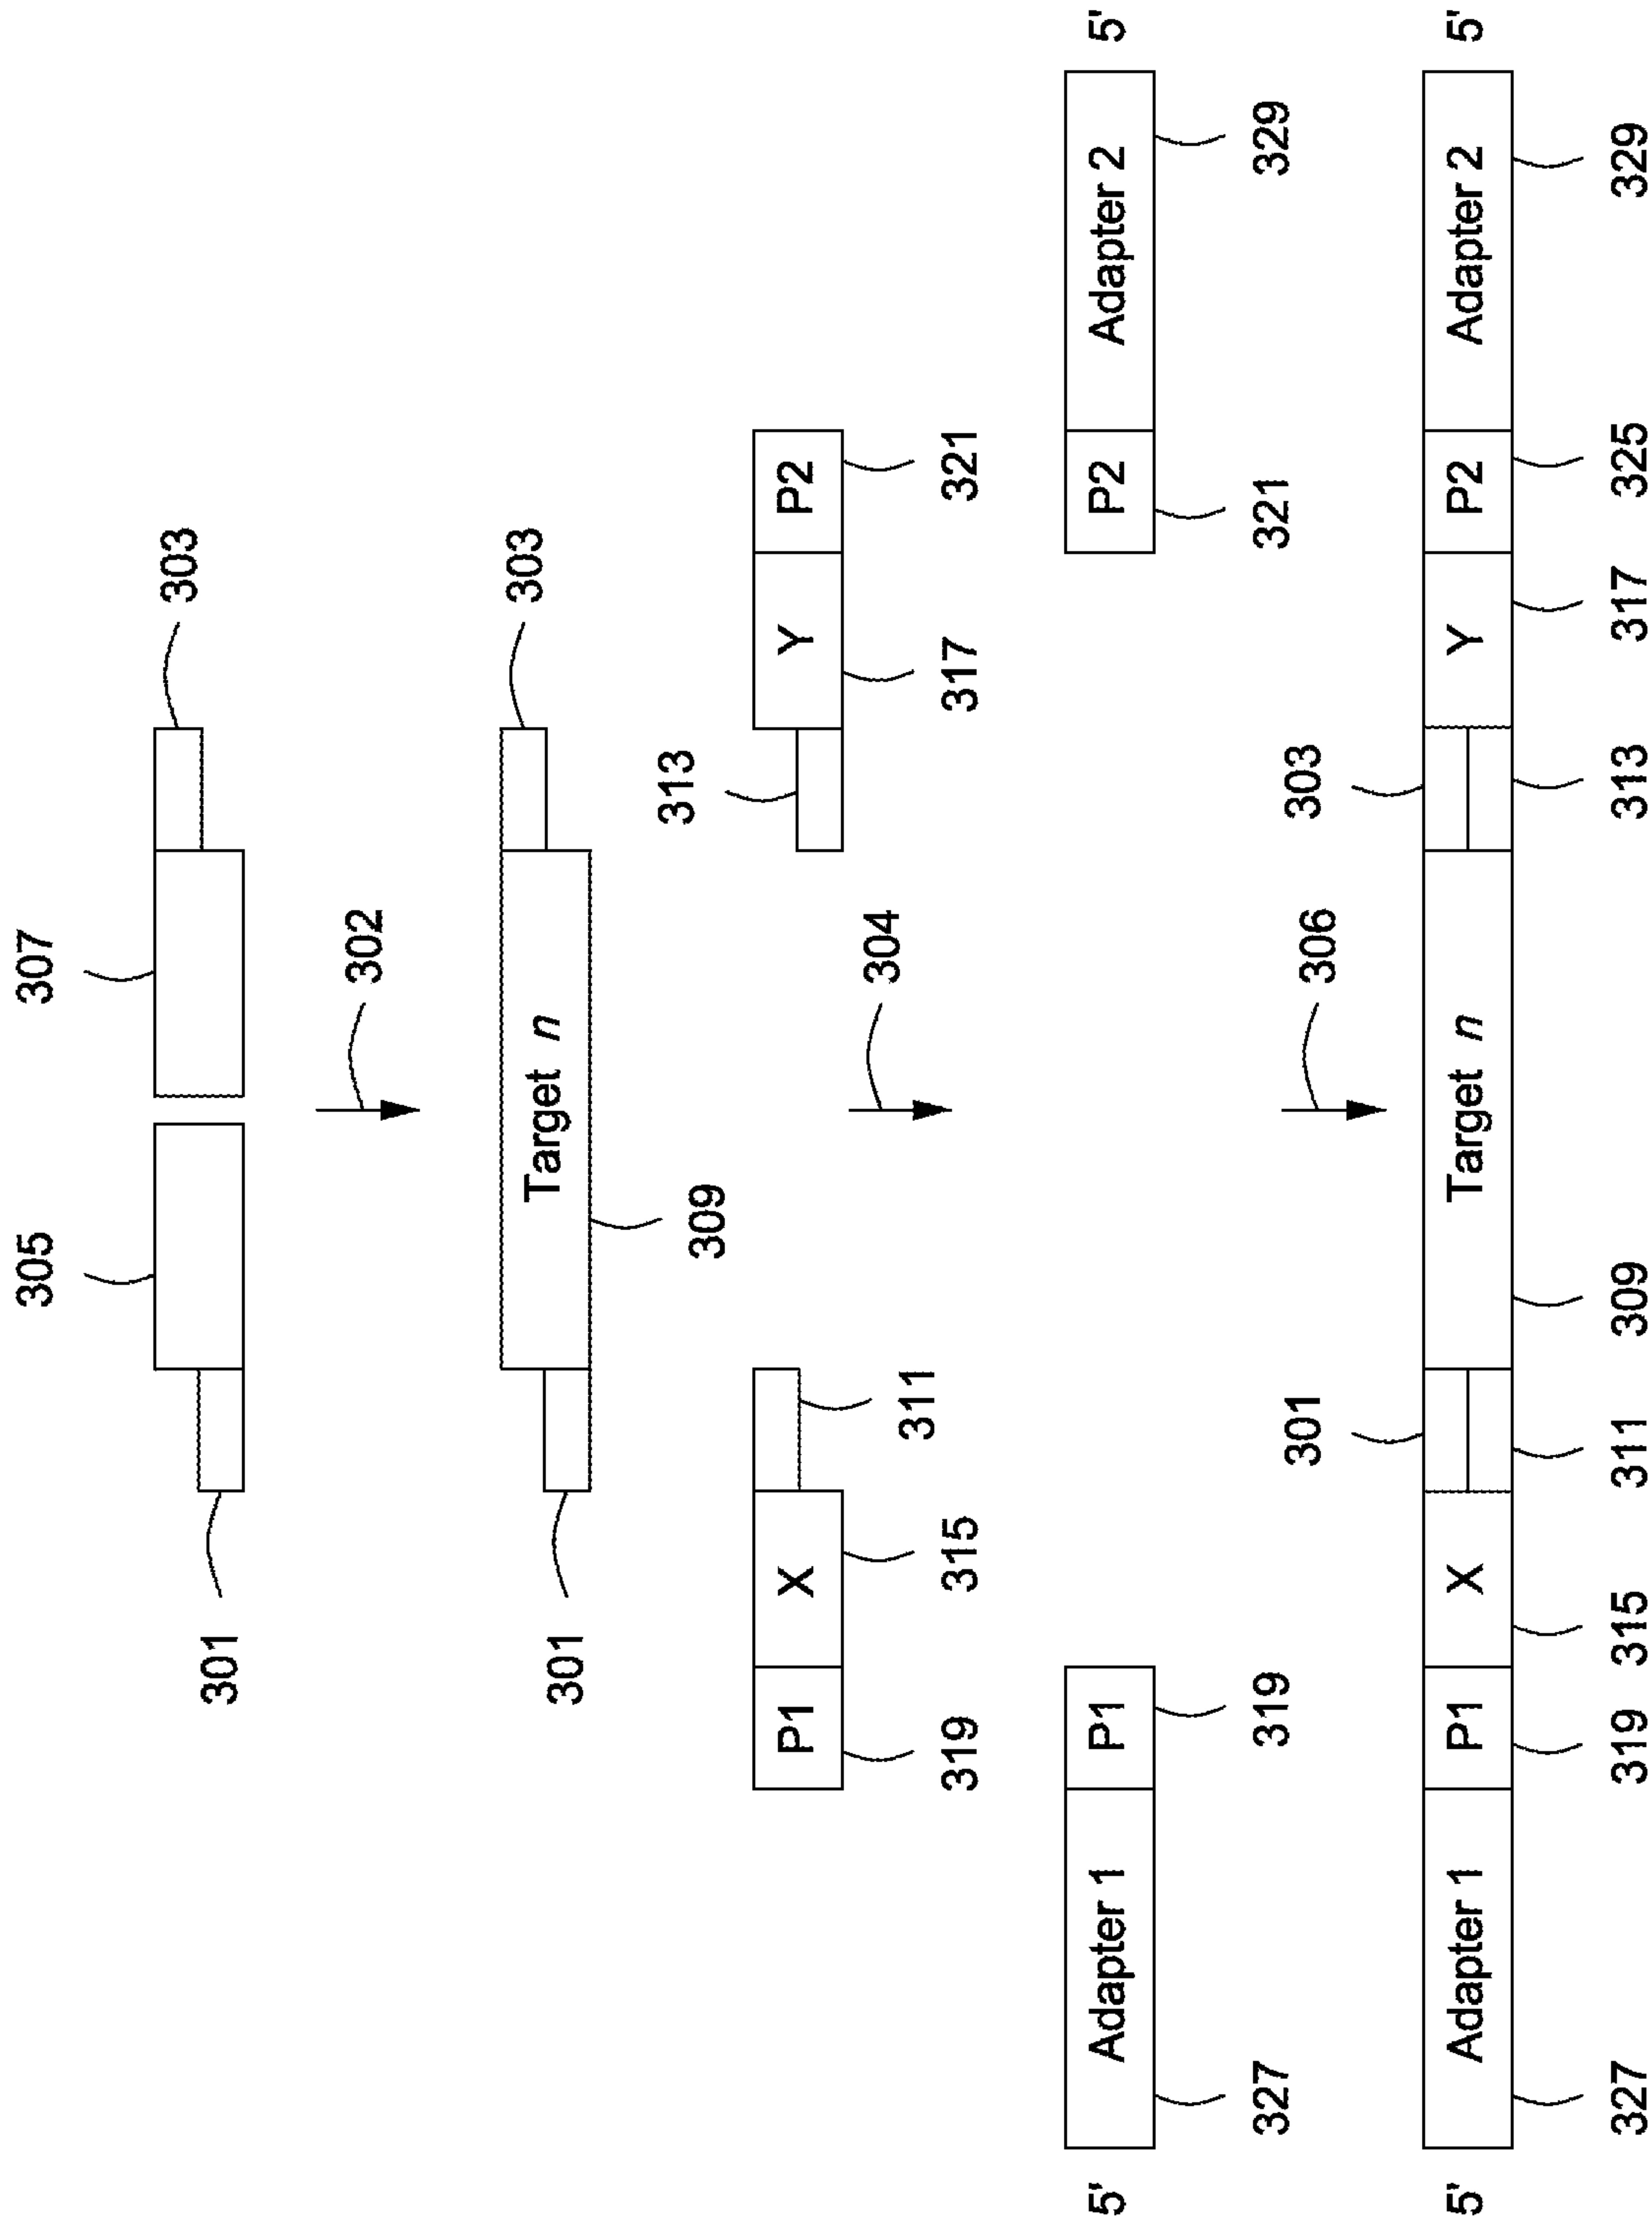 305 307
301 303
302
301 Target n 303
309 313
P1 X Y P2
311 304
319 315 317 321
5' Adapter 1 P1 P2 Adapter 2 5'
327 319 321 329
301 306 303
5' Adapter 1 P1 X Target n Y P2 Adapter 2 5'
327 319 315 311 309 313 317 325 329